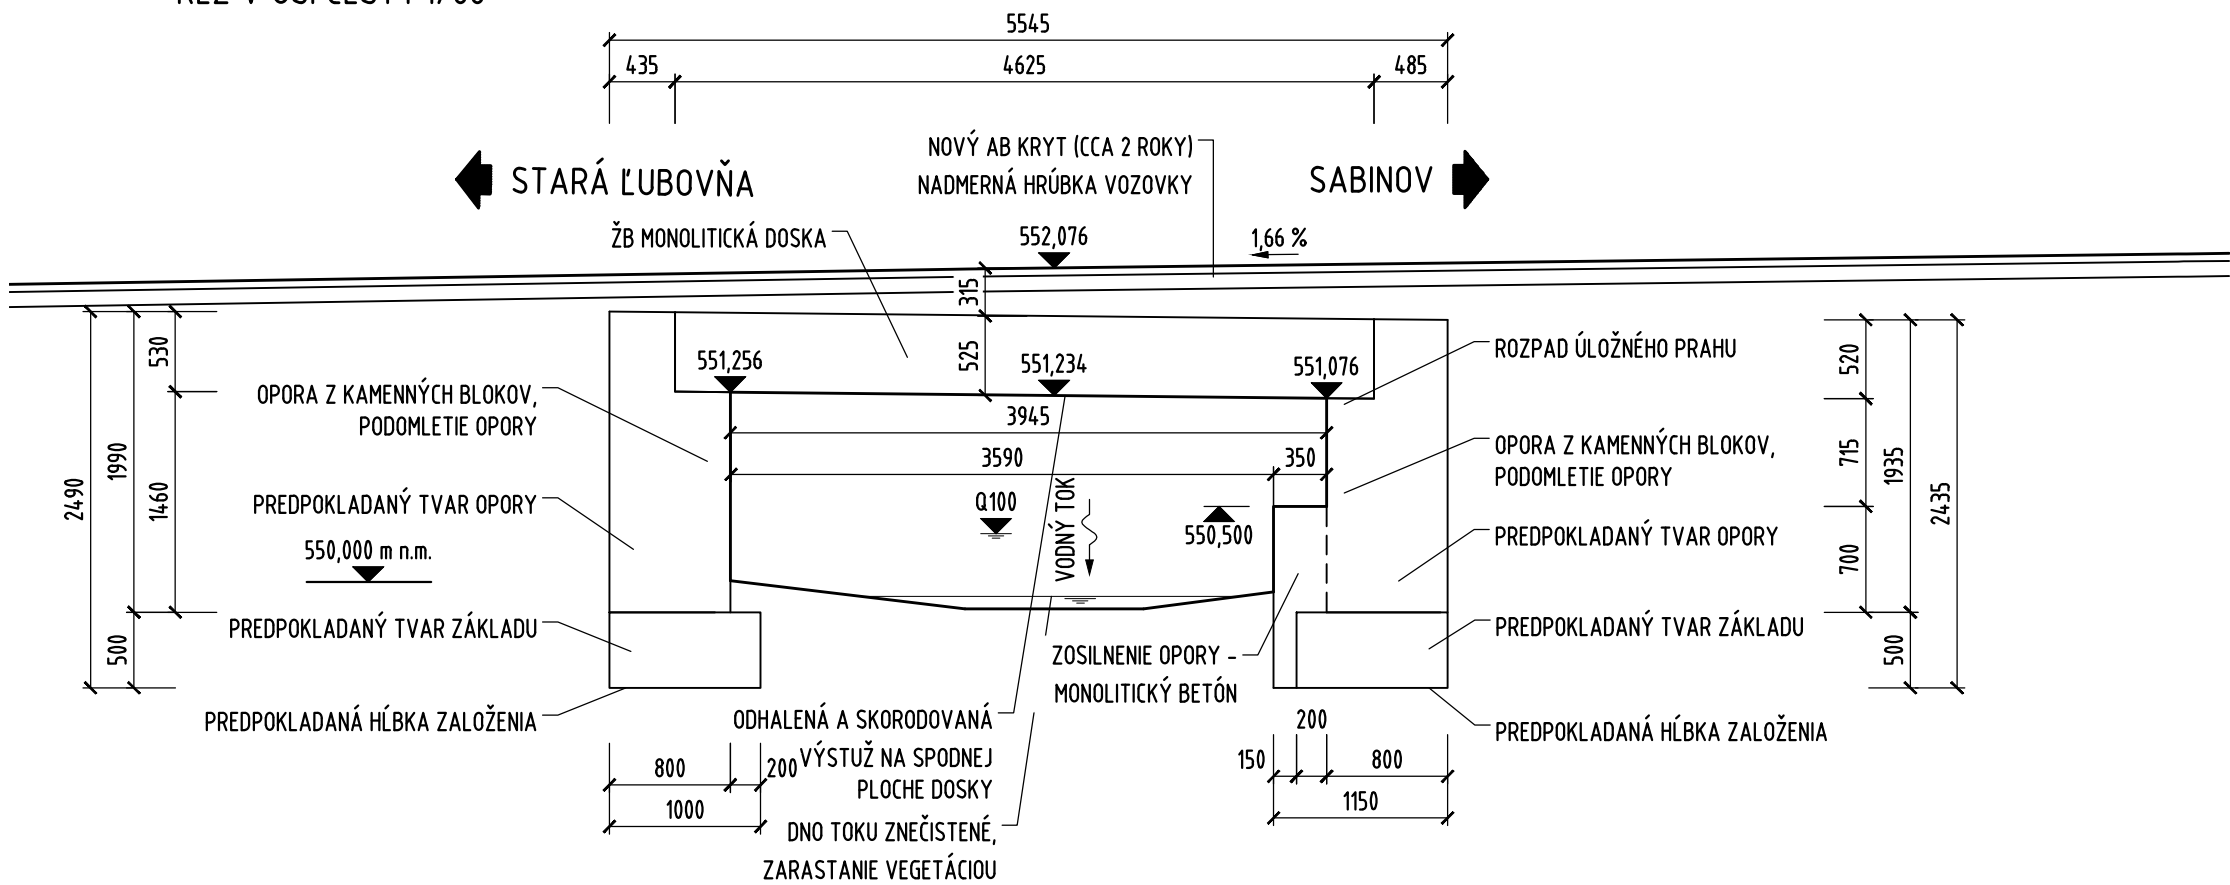 5545
435
4625
485
NOVÝ AB KRYT (CCA 2 ROKY)
NADMERNÁ HRÚBKA VOZOVKY
STARÁ ĽUBOVŇA
SABINOV
ŽB MONOLITICKÁ DOSKA
552,076
1,66 %
315
530
525
551,256
551,234
551,076
ROZPAD ÚLOŽNÉHO PRAHU
520
OPORA Z KAMENNÝCH BLOKOV,
PODOMLETIE OPORY
3945
3590
350
OPORA Z KAMENNÝCH BLOKOV,
PODOMLETIE OPORY
715
1935
2435
2490
1990
1460
PREDPOKLADANÝ TVAR OPORY
550,000 m n.m.
Q100
VODNÝ TOK
550,500
PREDPOKLADANÝ TVAR OPORY
700
PREDPOKLADANÝ TVAR ZÁKLADU
500
ZOSILNENIE OPORY -
MONOLITICKÝ BETÓN
PREDPOKLADANÝ TVAR ZÁKLADU
500
PREDPOKLADANÁ HĹBKA ZALOŽENIA
ODHALENÁ A SKORODOVANÁ
VÝSTUŽ NA SPODNEJ
PLOCHE DOSKY
PREDPOKLADANÁ HĹBKA ZALOŽENIA
800
200
1000
150
200
800
1150
DNO TOKU ZNEČISTENÉ,
ZARASTANIE VEGETÁCIOU